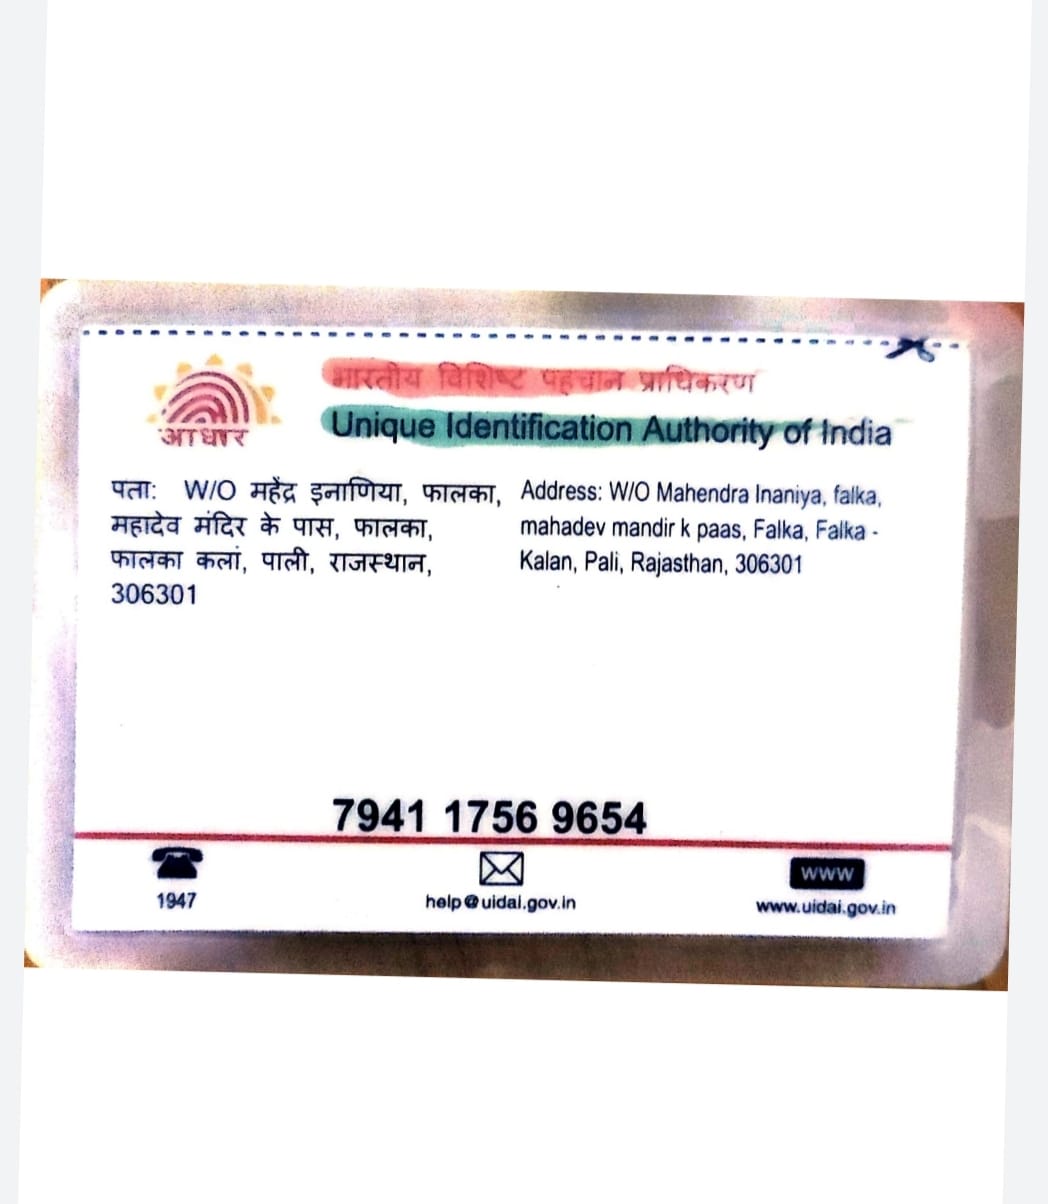 आधार
भारतीय विशिष्ट पहचान प्राधिकरण
Unique Identification Authority of India
पता: W/O महेंद्र इनाणिया, फालका,
महादेव मंदिर के पास, फालका,
फालका कलां, पाली, राजस्थान,
306301
Address: W/O Mahendra Inaniya, falka,
mahadev mandir k paas, Falka, Falka -
Kalan, Pali, Rajasthan, 306301
7941 1756 9654
1947
help@uidai.gov.in
WWW
www.uidai.gov.in